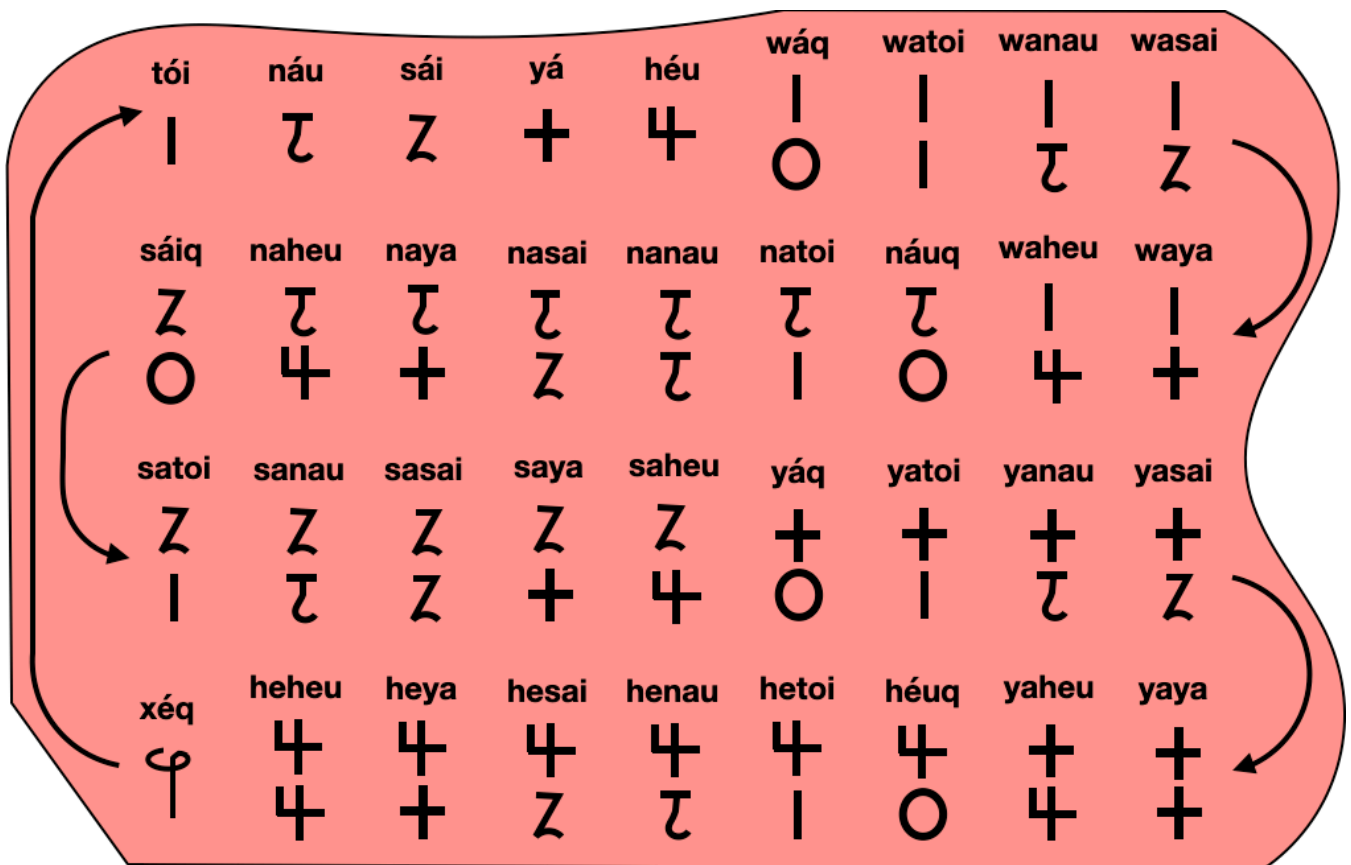 tói náu sái yá héu wáq watoi wanau wasai
sáiq naheu naya nasai nanau natoi náuq waheu waya
satoi sanau sasai saya saheu yáq yatoi yanau yasai
xéq heheu heya hesai henau hetoi héuq yaheu yaya